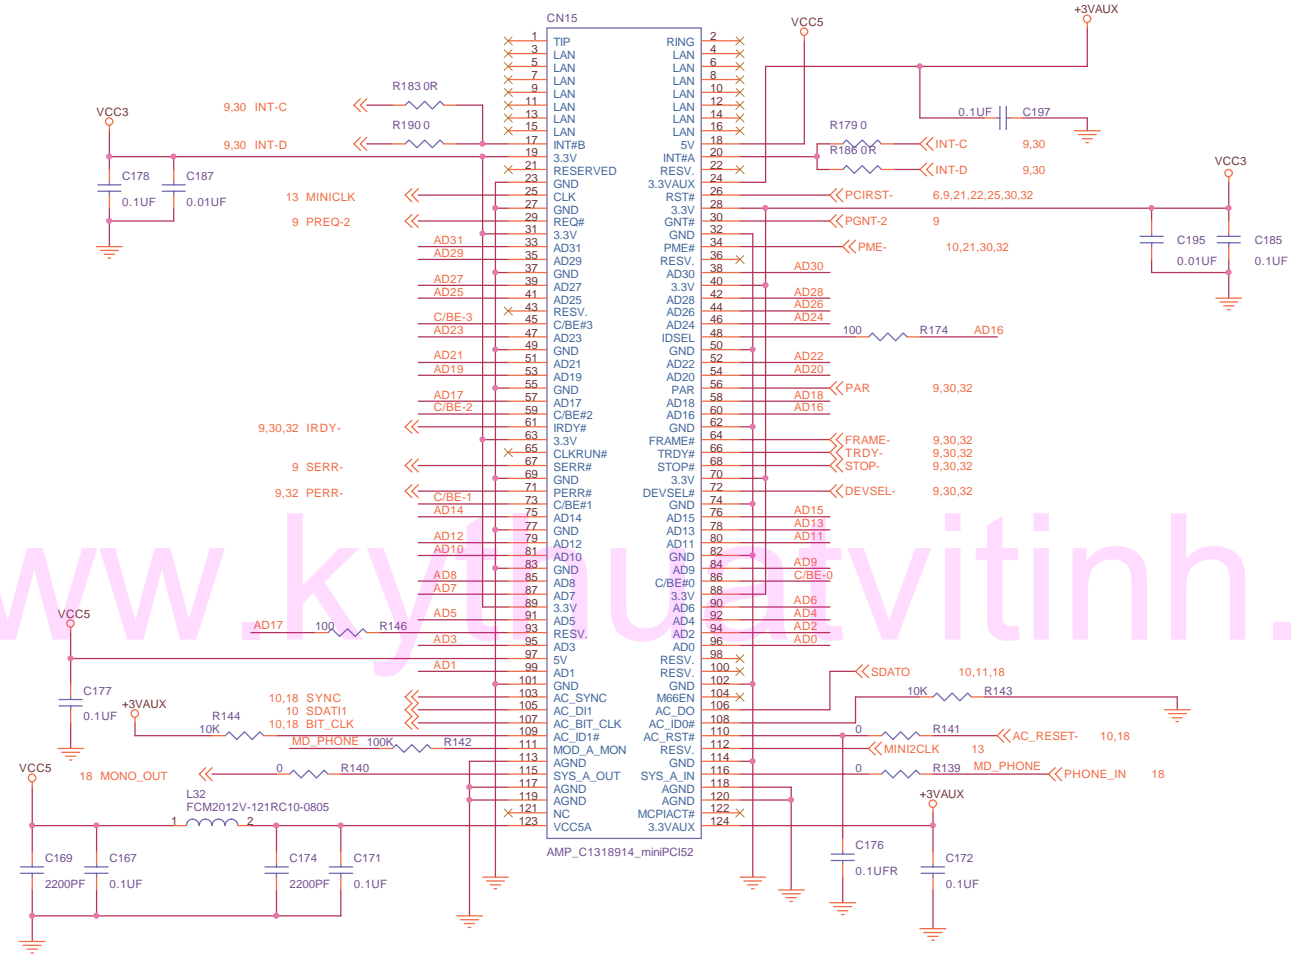 CN15
VCC5
+3VAUX
1 TIP RING 2
3 LAN LAN 4
5 LAN LAN 6
7 LAN LAN 8
9 LAN LAN 10
11 LAN LAN 12
13 LAN LAN 14
15 LAN LAN 16
17 INT#B 5V 18
19 3.3V INT#A 20
21 RESERVED RESV. 22
23 GND 3.3VAUX 24
25 CLK RST# 26
27 GND 3.3V 28
29 REQ# GNT# 30
31 3.3V GND 32
33 AD31 PME# 34
35 AD29 RESV. 36
37 GND AD30 38
39 AD27 3.3V 40
41 AD25 AD28 42
43 RESV. AD26 44
45 C/BE#3 AD24 46
47 AD23 IDSEL 48
49 GND GND 50
51 AD21 AD22 52
53 AD19 AD20 54
55 GND PAR 56
57 AD17 AD18 58
59 C/BE#2 AD16 60
61 IRDY# GND 62
63 3.3V FRAME# 64
65 CLKRUN# TRDY# 66
67 SERR# STOP# 68
69 GND 3.3V 70
71 PERR# DEVSEL# 72
73 C/BE#1 GND 74
75 AD14 AD15 76
77 GND AD13 78
79 AD12 AD11 80
81 AD10 GND 82
83 GND AD9 84
85 AD8 C/BE#0 86
87 AD7 3.3V 88
89 3.3V AD6 90
91 AD5 AD4 92
93 RESV. AD2 94
95 AD3 AD0 96
97 5V RESV. 98
99 AD1 RESV. 100
101 GND GND 102
103 AC_SYNC M66EN 104
105 AC_DI1 AC_DO 106
107 AC_BIT_CLK AC_ID0# 108
109 AC_ID1# AC_RST# 110
111 MOD_A_MON RESV. 112
113 AGND GND 114
115 SYS_A_OUT SYS_A_IN 116
117 AGND AGND 118
119 AGND AGND 120
121 NC MCPIACT# 122
123 VCC5A 3.3VAUX 124
AMP_C1318914_miniPCI52
R183 0R
9,30 INT-C
VCC3
R190 0
9,30 INT-D
C178
0.1UF
C187
0.01UF
13 MINICLK
9 PREQ-2
AD31
AD29
AD27
AD25
C/BE-3
AD23
AD21
AD19
AD17
C/BE-2
9,30,32 IRDY-
9 SERR-
9,32 PERR-
C/BE-1
AD14
AD12
AD10
AD8
AD7
AD5
VCC5
AD17 100 R146
AD3
AD1
C177
0.1UF
+3VAUX
10,18 SYNC
10 SDATI1
10,18 BIT_CLK
R144
10K
MD_PHONE 100K R142
VCC5
18 MONO_OUT 0 R140
L32
FCM2012V-121RC10-0805
1 2
C169
2200PF
C167
0.1UF
C174
2200PF
C171
0.1UF
0.1UF C197
R179 0
INT-C 9,30
R186 0R
INT-D 9,30
VCC3
PCIRST- 6,9,21,22,25,30,32
PGNT-2 9
PME- 10,21,30,32
C195
0.01UF
C185
0.1UF
AD30
AD28
AD26
AD24
100 R174 AD16
AD22
AD20
PAR 9,30,32
AD18
AD16
FRAME- 9,30,32
TRDY- 9,30,32
STOP- 9,30,32
DEVSEL- 9,30,32
AD15
AD13
AD11
AD9
C/BE-0
AD6
AD4
AD2
AD0
SDATO 10,11,18
10K R143
0 R141 AC_RESET- 10,18
MINI2CLK 13
0 R139 MD_PHONE PHONE_IN 18
+3VAUX
C176
0.1UFR
C172
0.1UF
ww.kythuatvitinh.